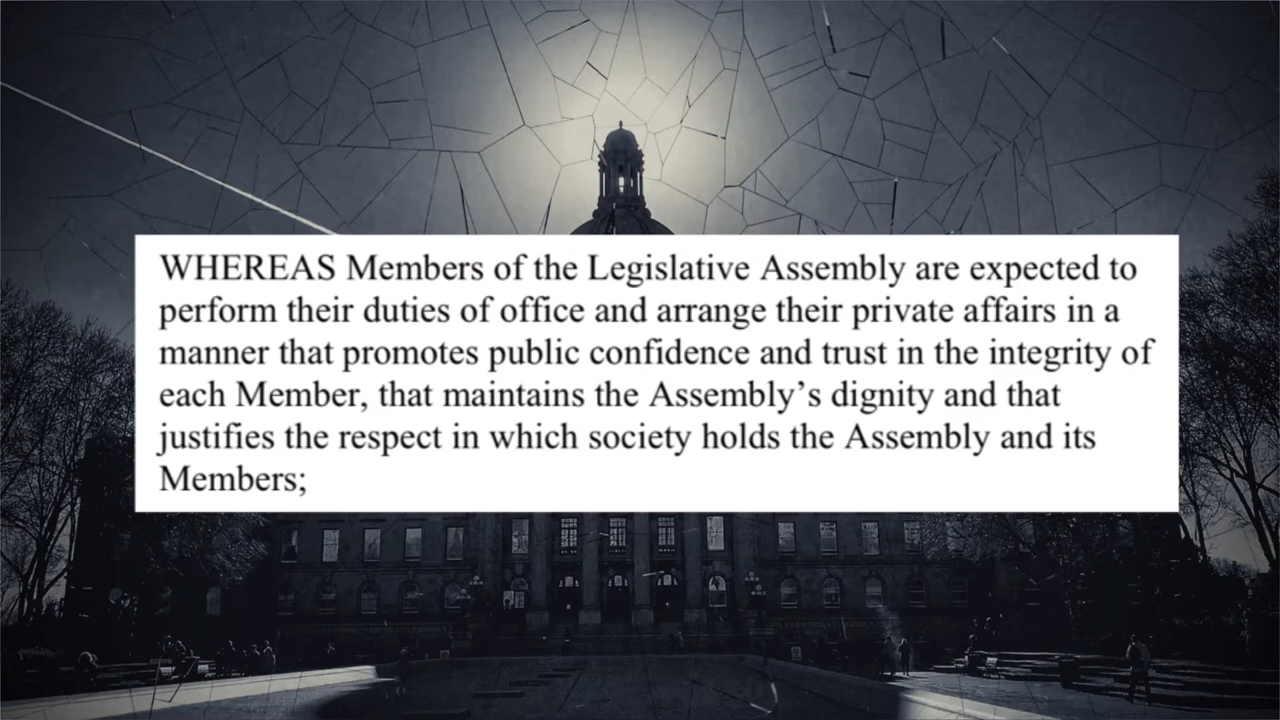 WHEREAS Members of the Legislative Assembly are expected to
perform their duties of office and arrange their private affairs in a
manner that promotes public confidence and trust in the integrity of
each Member, that maintains the Assembly’s dignity and that
justifies the respect in which society holds the Assembly and its
Members;